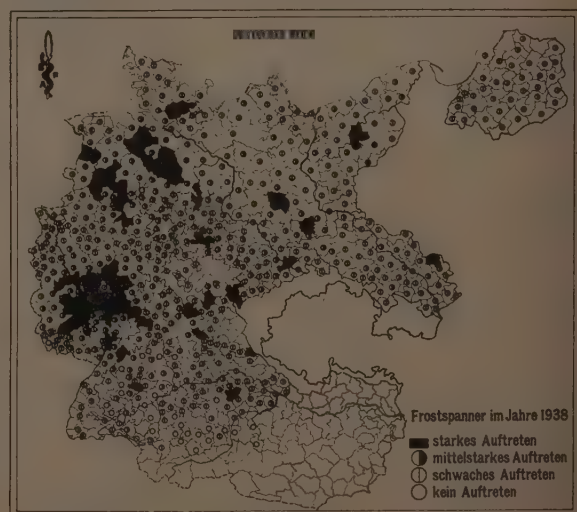 Frostspanner im Jahre 1938
starkes Auftreten
mittelstarkes Auftreten
schwaches Auftreten
kein Auftreten